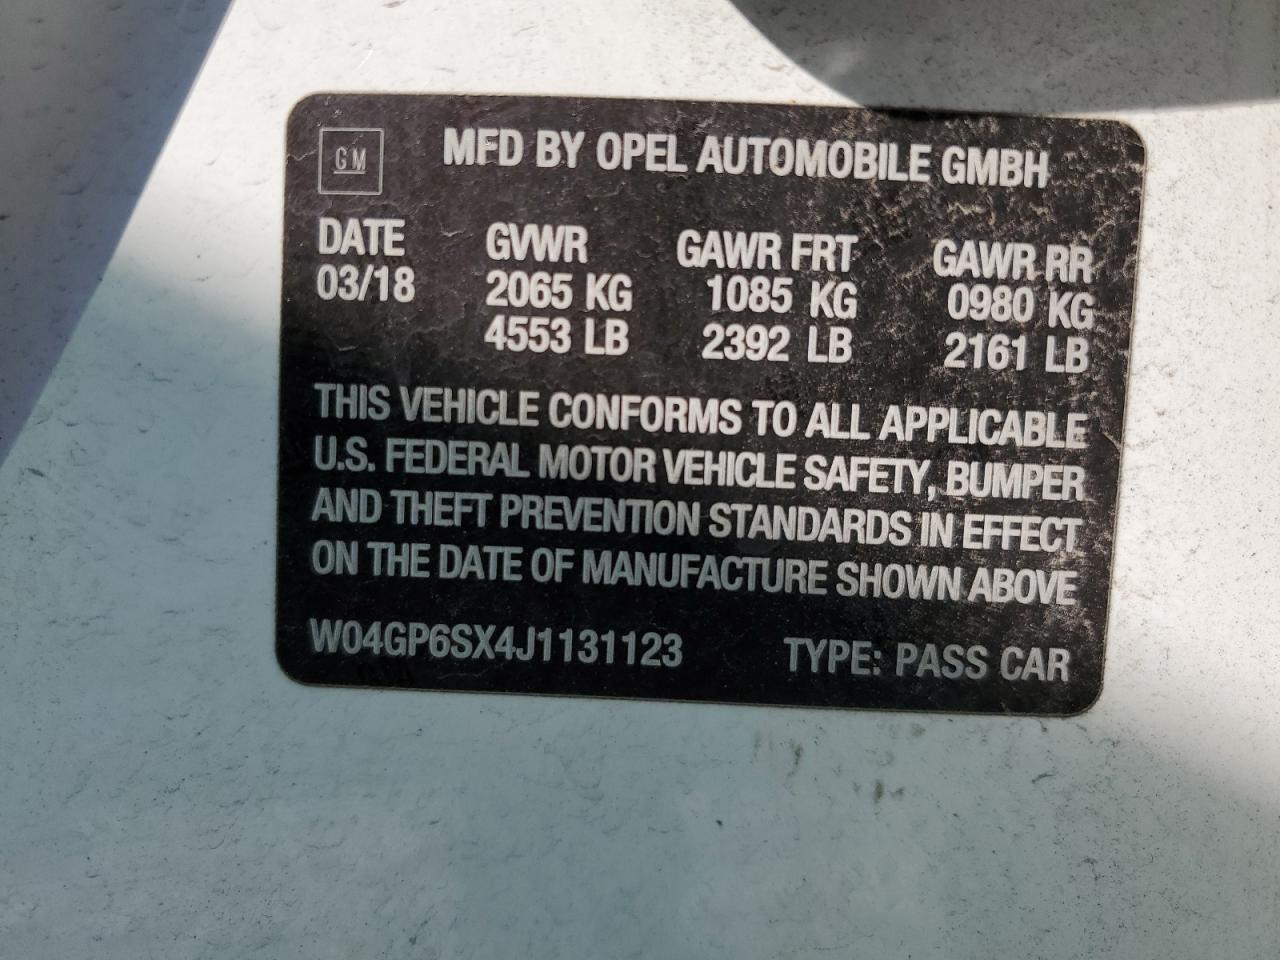 GM
MFD BY OPEL AUTOMOBILE GMBH
DATE GVWR GAWR FRT GAWR RR
03/18 2065 KG 1085 KG 0980 KG
4553 LB 2392 LB 2161 LB
THIS VEHICLE CONFORMS TO ALL APPLICABLE
U.S. FEDERAL MOTOR VEHICLE SAFETY, BUMPER
AND THEFT PREVENTION STANDARDS IN EFFECT
ON THE DATE OF MANUFACTURE SHOWN ABOVE
W04GP6SX4J1131123 TYPE: PASS CAR